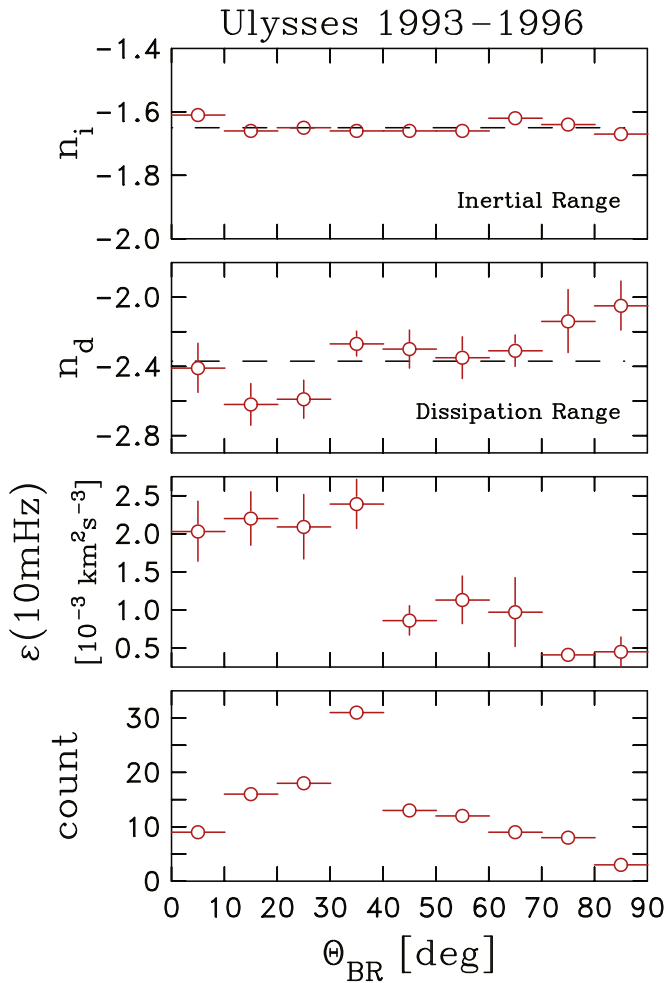 Ulysses 1993–1996
−1.4
−1.6
−1.8
−2.0
n_i
Inertial Range
−2.0
−2.4
−2.8
n_d
Dissipation Range
2.5
2.0
1.5
1.0
0.5
ε(10mHz)
[10⁻³ km²s⁻³]
30
20
10
0
count
0 10 20 30 40 50 60 70 80 90
Θ_BR [deg]